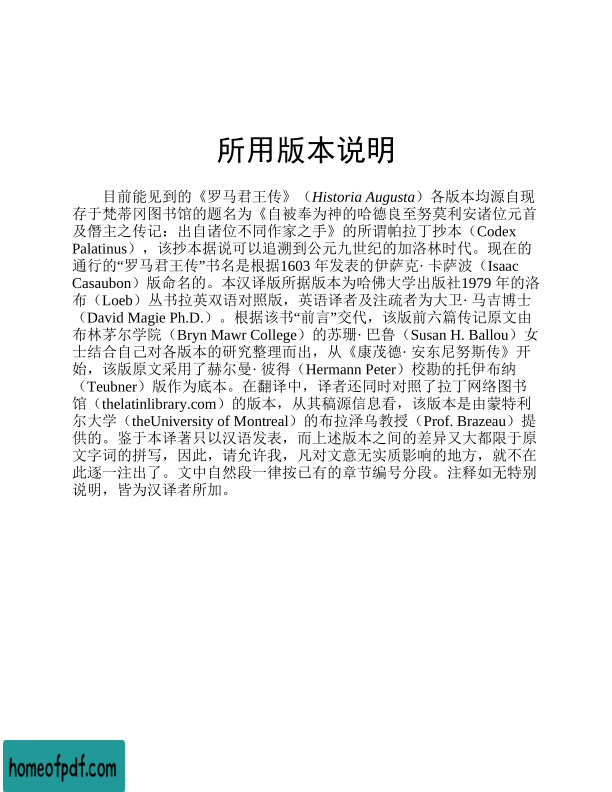 所用版本说明
目前能见到的《罗马君王传》（Historia Augusta）各版本均源自现
存于梵蒂冈图书馆的题名为《自被奉为神的哈德良至努莫利安诸位元首
及僭主之传记：出自诸位不同作家之手》的所谓帕拉丁抄本（Codex
Palatinus），该抄本据说可以追溯到公元九世纪的加洛林时代。现在的
通行的“罗马君王传”书名是根据1603 年发表的伊萨克· 卡萨波（Isaac
Casaubon）版命名的。本汉译版所据版本为哈佛大学出版社1979 年的洛
布（Loeb）丛书拉英双语对照版，英语译者及注疏者为大卫· 马吉博士
（David Magie Ph.D.）。根据该书“前言”交代，该版前六篇传记原文由
布林茅尔学院（Bryn Mawr College）的苏珊· 巴鲁（Susan H. Ballou）女
士结合自己对各版本的研究整理而出，从《康茂德· 安东尼努斯传》开
始，该版原文采用了赫尔曼· 彼得（Hermann Peter）校勘的托伊布纳
（Teubner）版作为底本。在翻译中，译者还同时对照了拉丁网络图书
馆（thelatinlibrary.com）的版本，从其稿源信息看，该版本是由蒙特利
尔大学（theUniversity of Montreal）的布拉泽乌教授（Prof. Brazeau）提
供的。鉴于本译著只以汉语发表，而上述版本之间的差异又大都限于原
文字词的拼写，因此，请允许我，凡对文意无实质影响的地方，就不在
此逐一注出了。文中自然段一律按已有的章节编号分段。注释如无特别
说明，皆为汉译者所加。
homeofpdf.com